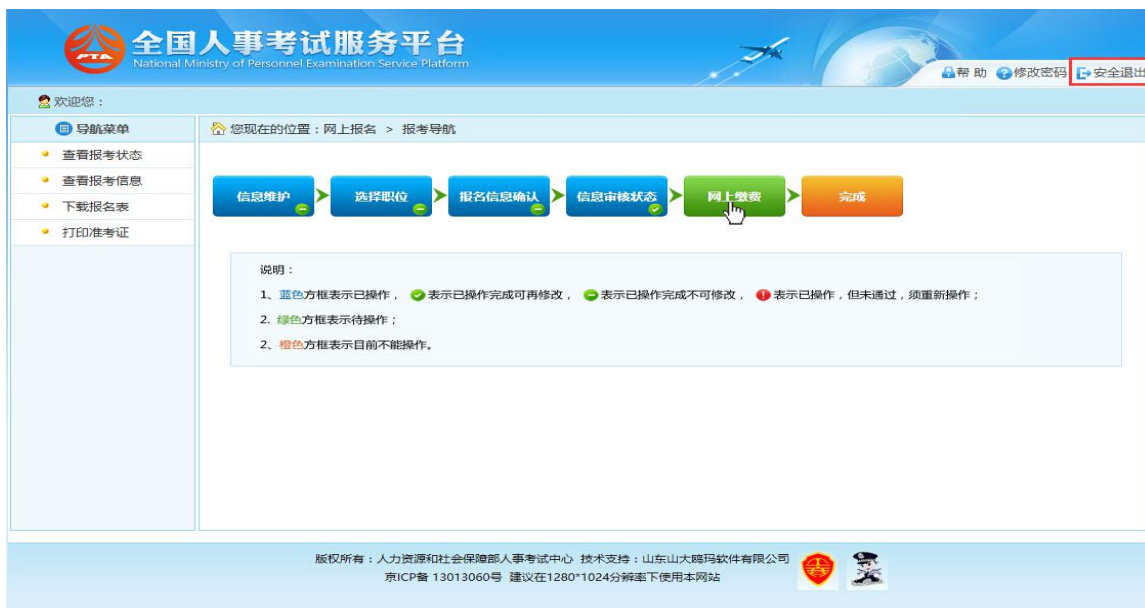 全国人事考试服务平台
National Ministry of Personnel Examination Service Platform
PTA
帮 助 修改密码 安全退出
欢迎您：
导航菜单
您现在的位置：网上报名 > 报考导航
查看报考状态
查看报考信息
下载报名表
打印准考证
信息维护 选择职位 报名信息确认 信息审核状态 网上缴费 完成
说明：
1、蓝色方框表示已操作， 表示已操作完成可再修改， 表示已操作完成不可修改， 表示已操作，但未通过，须重新操作；
2. 绿色方框表示待操作；
2、橙色方框表示目前不能操作。
版权所有：人力资源和社会保障部人事考试中心 技术支持：山东山大鸥玛软件有限公司
京ICP备 13013060号 建议在1280*1024分辨率下使用本网站